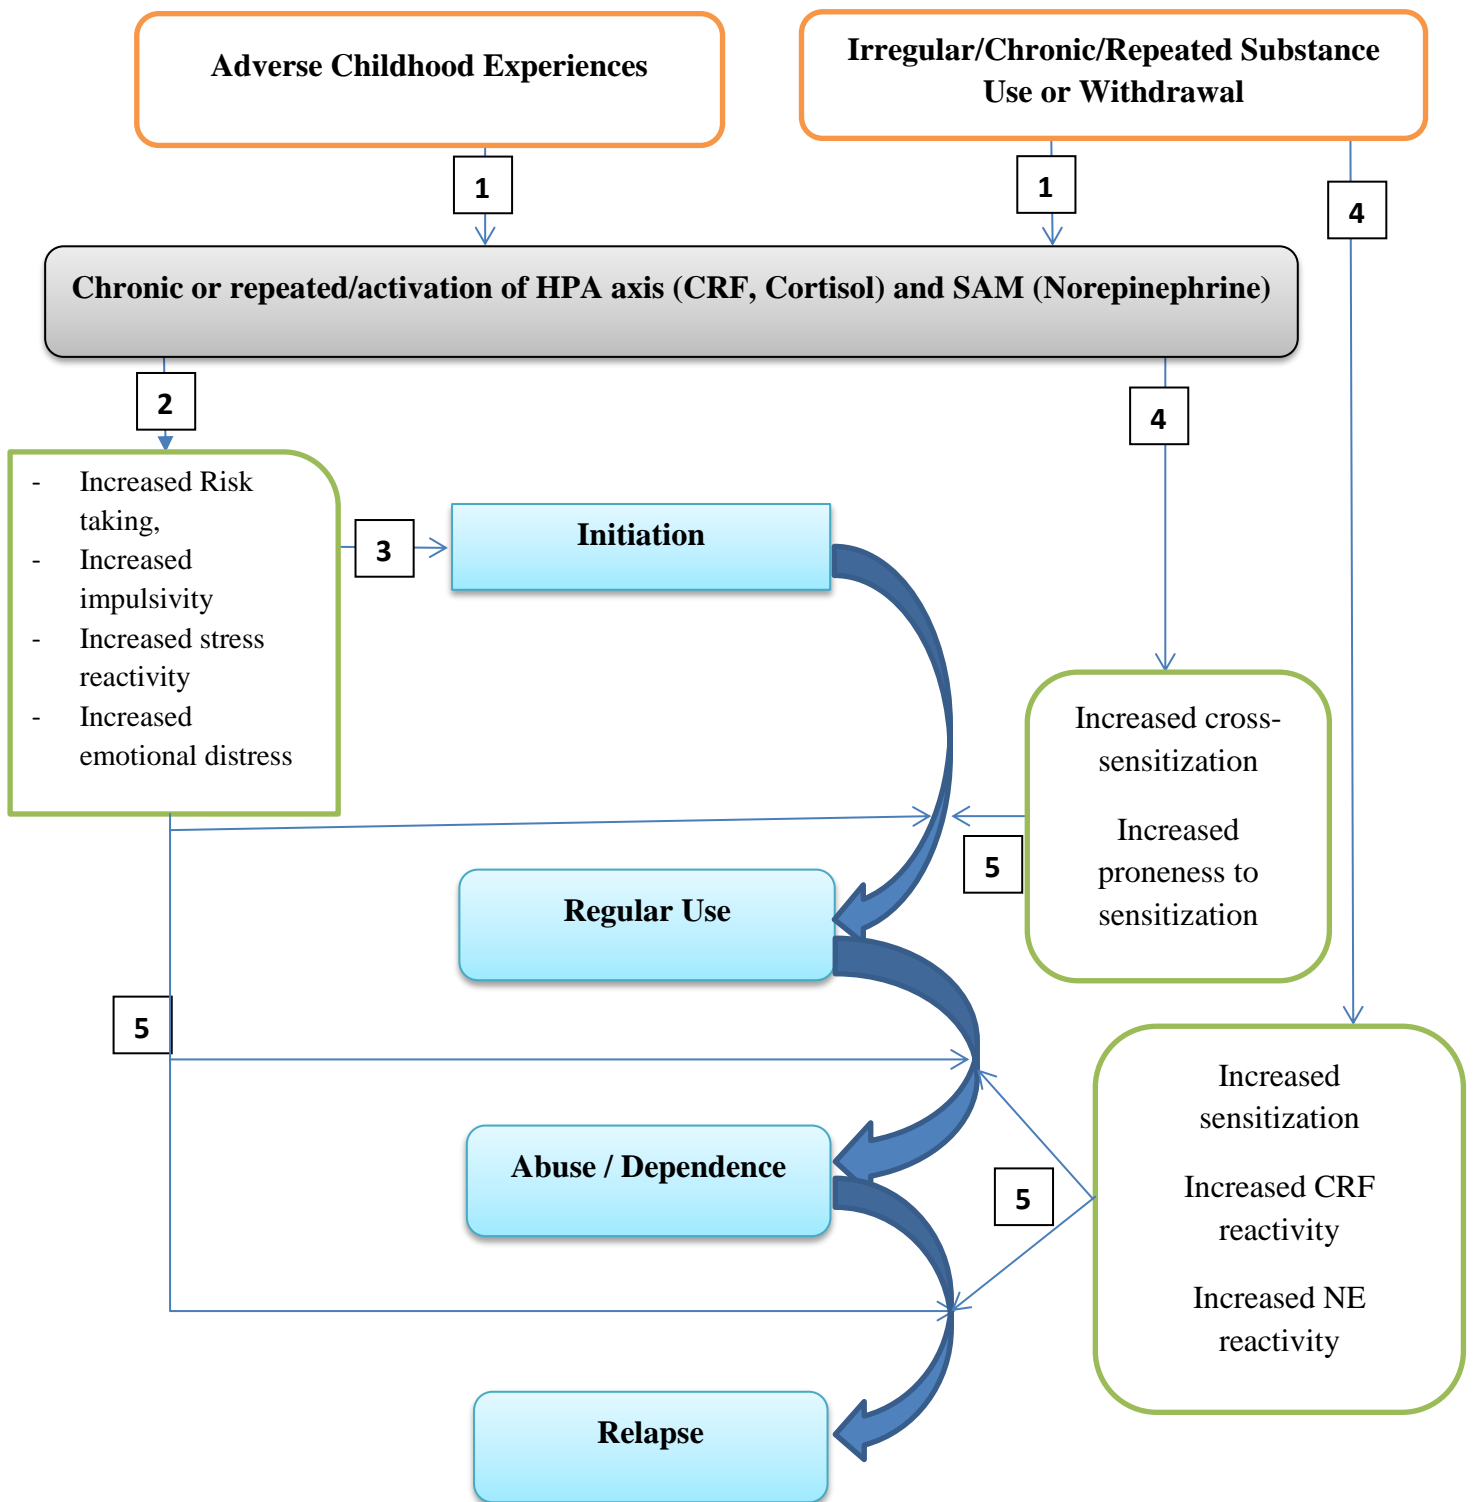 Adverse Childhood Experiences
Irregular/Chronic/Repeated Substance
Use or Withdrawal
1
1
4
Chronic or repeated/activation of HPA axis (CRF, Cortisol) and SAM (Norepinephrine)
2
4
- Increased Risk
taking,
- Increased
impulsivity
- Increased stress
reactivity
- Increased
emotional distress
3
Initiation
Increased cross-
sensitization
Increased
proneness to
sensitization
5
Regular Use
5
Increased
sensitization
Increased CRF
reactivity
Increased NE
reactivity
Abuse / Dependence
5
Relapse